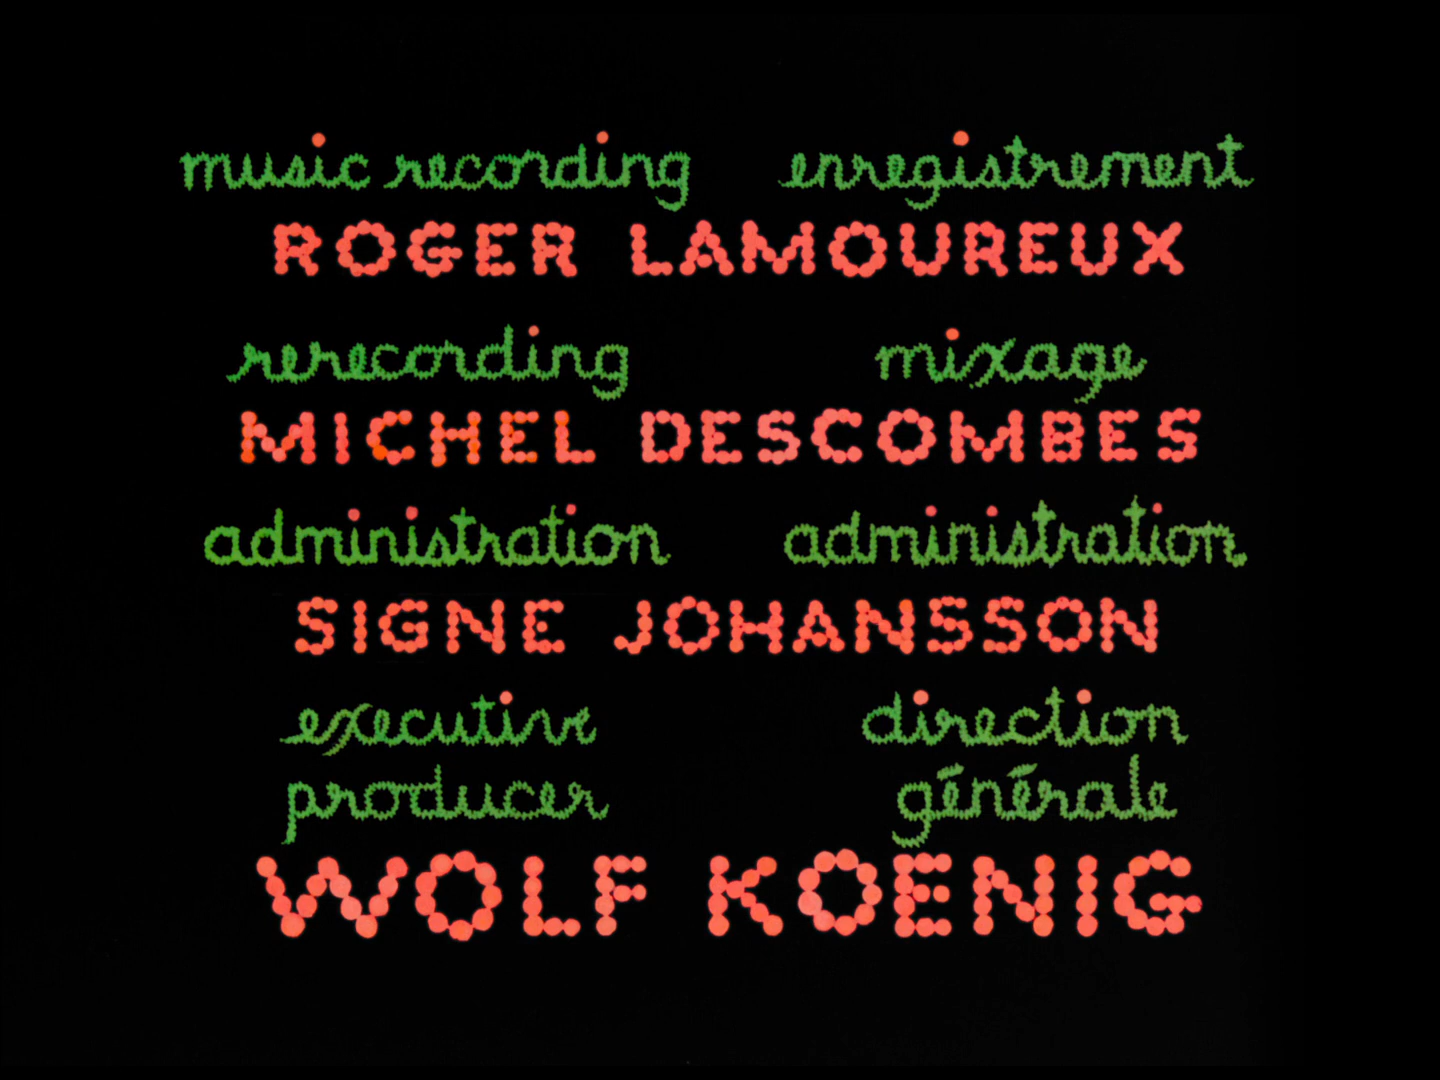 music recording enregistrement
ROGER LAMOUREUX
rerecording mixage
MICHEL DESCOMBES
administration administration
SIGNE JOHANSSON
executive direction
producer générale
WOLF KOENIG